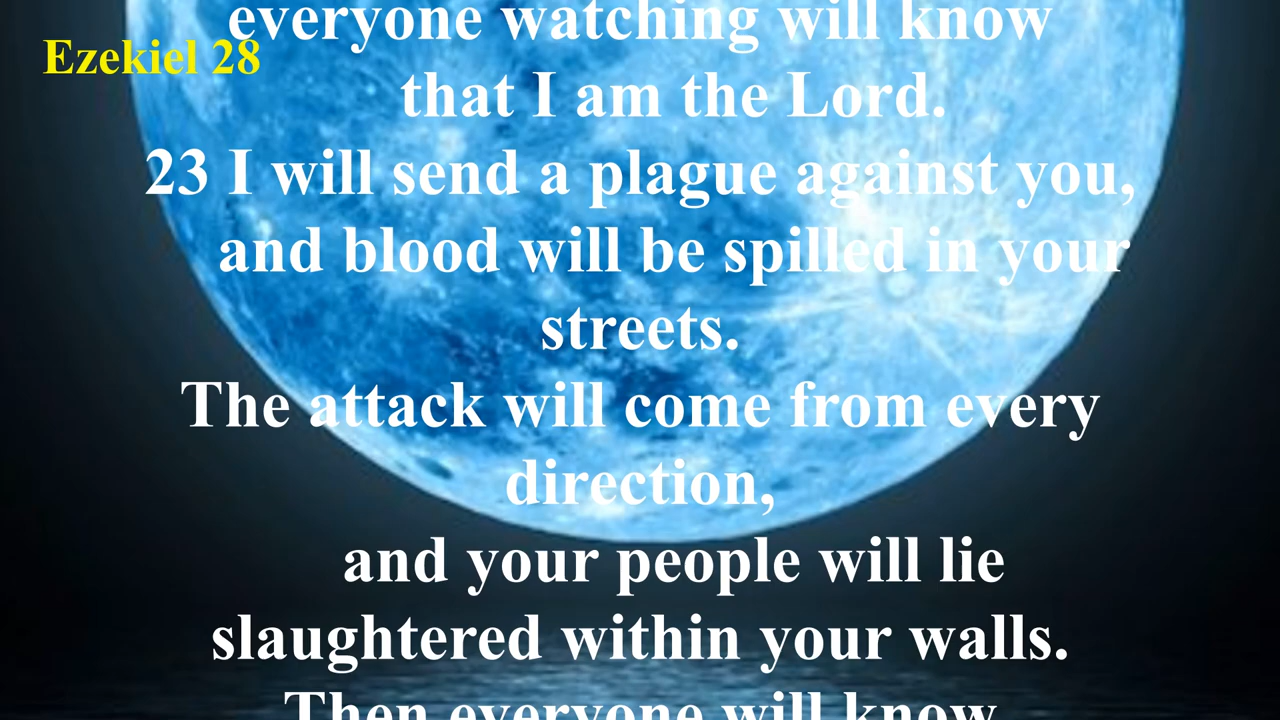 everyone watching will know
Ezekiel 28
that I am the Lord.
23 I will send a plague against you,
and blood will be spilled in your
streets.
The attack will come from every
direction,
and your people will lie
slaughtered within your walls.
Then everyone will know